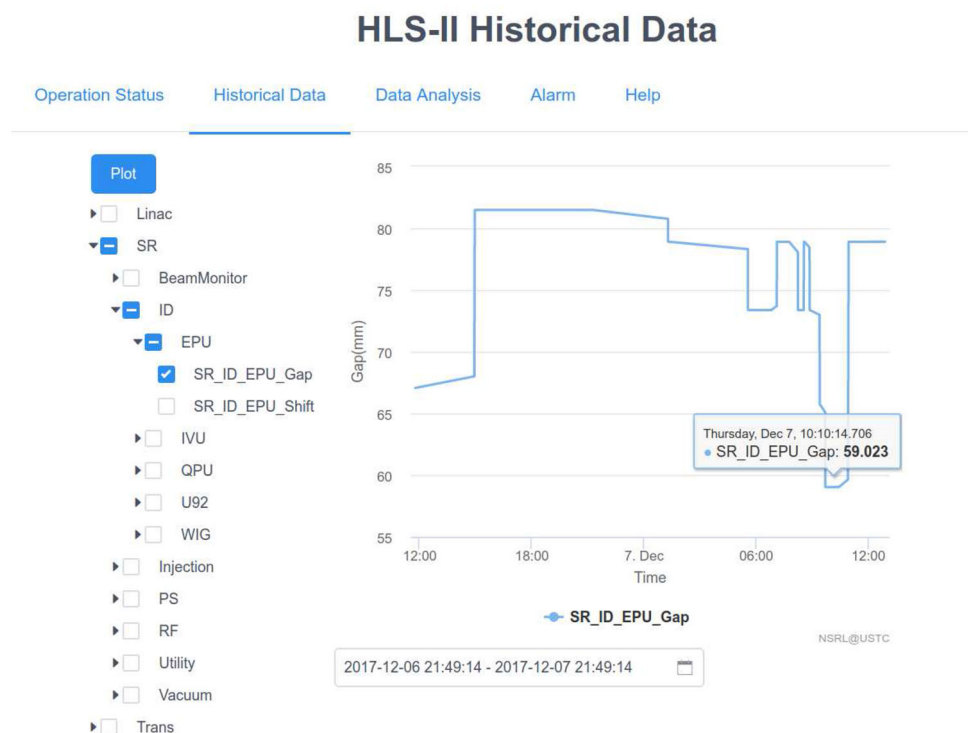 HLS-II Historical Data
Operation Status Historical Data Data Analysis Alarm Help
Plot
Linac
SR
BeamMonitor
ID
EPU
SR_ID_EPU_Gap
SR_ID_EPU_Shift
IVU
QPU
U92
WIG
Injection
PS
RF
Utility
Vacuum
Trans
85
80
75
70
65
60
55
Gap(mm)
Thursday, Dec 7, 10:10:14.706
SR_ID_EPU_Gap: 59.023
12:00 18:00 7. Dec 06:00 12:00
Time
SR_ID_EPU_Gap
NSRL@USTC
2017-12-06 21:49:14 - 2017-12-07 21:49:14